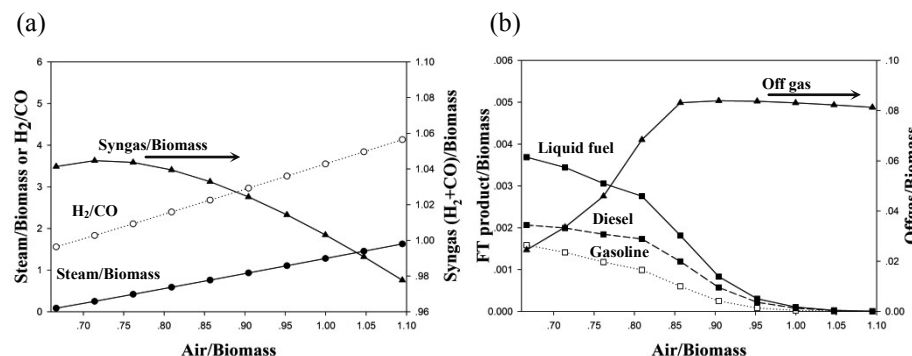 (a)
Steam/Biomass or H₂/CO
6
5
4
3
2
1
0
Syngas/Biomass
H₂/CO
Steam/Biomass
1.10
1.08
1.06
1.04
1.02
1.00
.98
.96
Syngas (H₂+CO)/Biomass
.70 .75 .80 .85 .90 .95 1.00 1.05 1.10
Air/Biomass
(b)
FT product/Biomass
.006
.005
.004
.003
.002
.001
0.000
Off gas
Liquid fuel
Diesel
Gasoline
.10
.08
.06
.04
.02
0.00
Offgas/Biomass
.70 .75 .80 .85 .90 .95 1.00 1.05 1.10
Air/Biomass